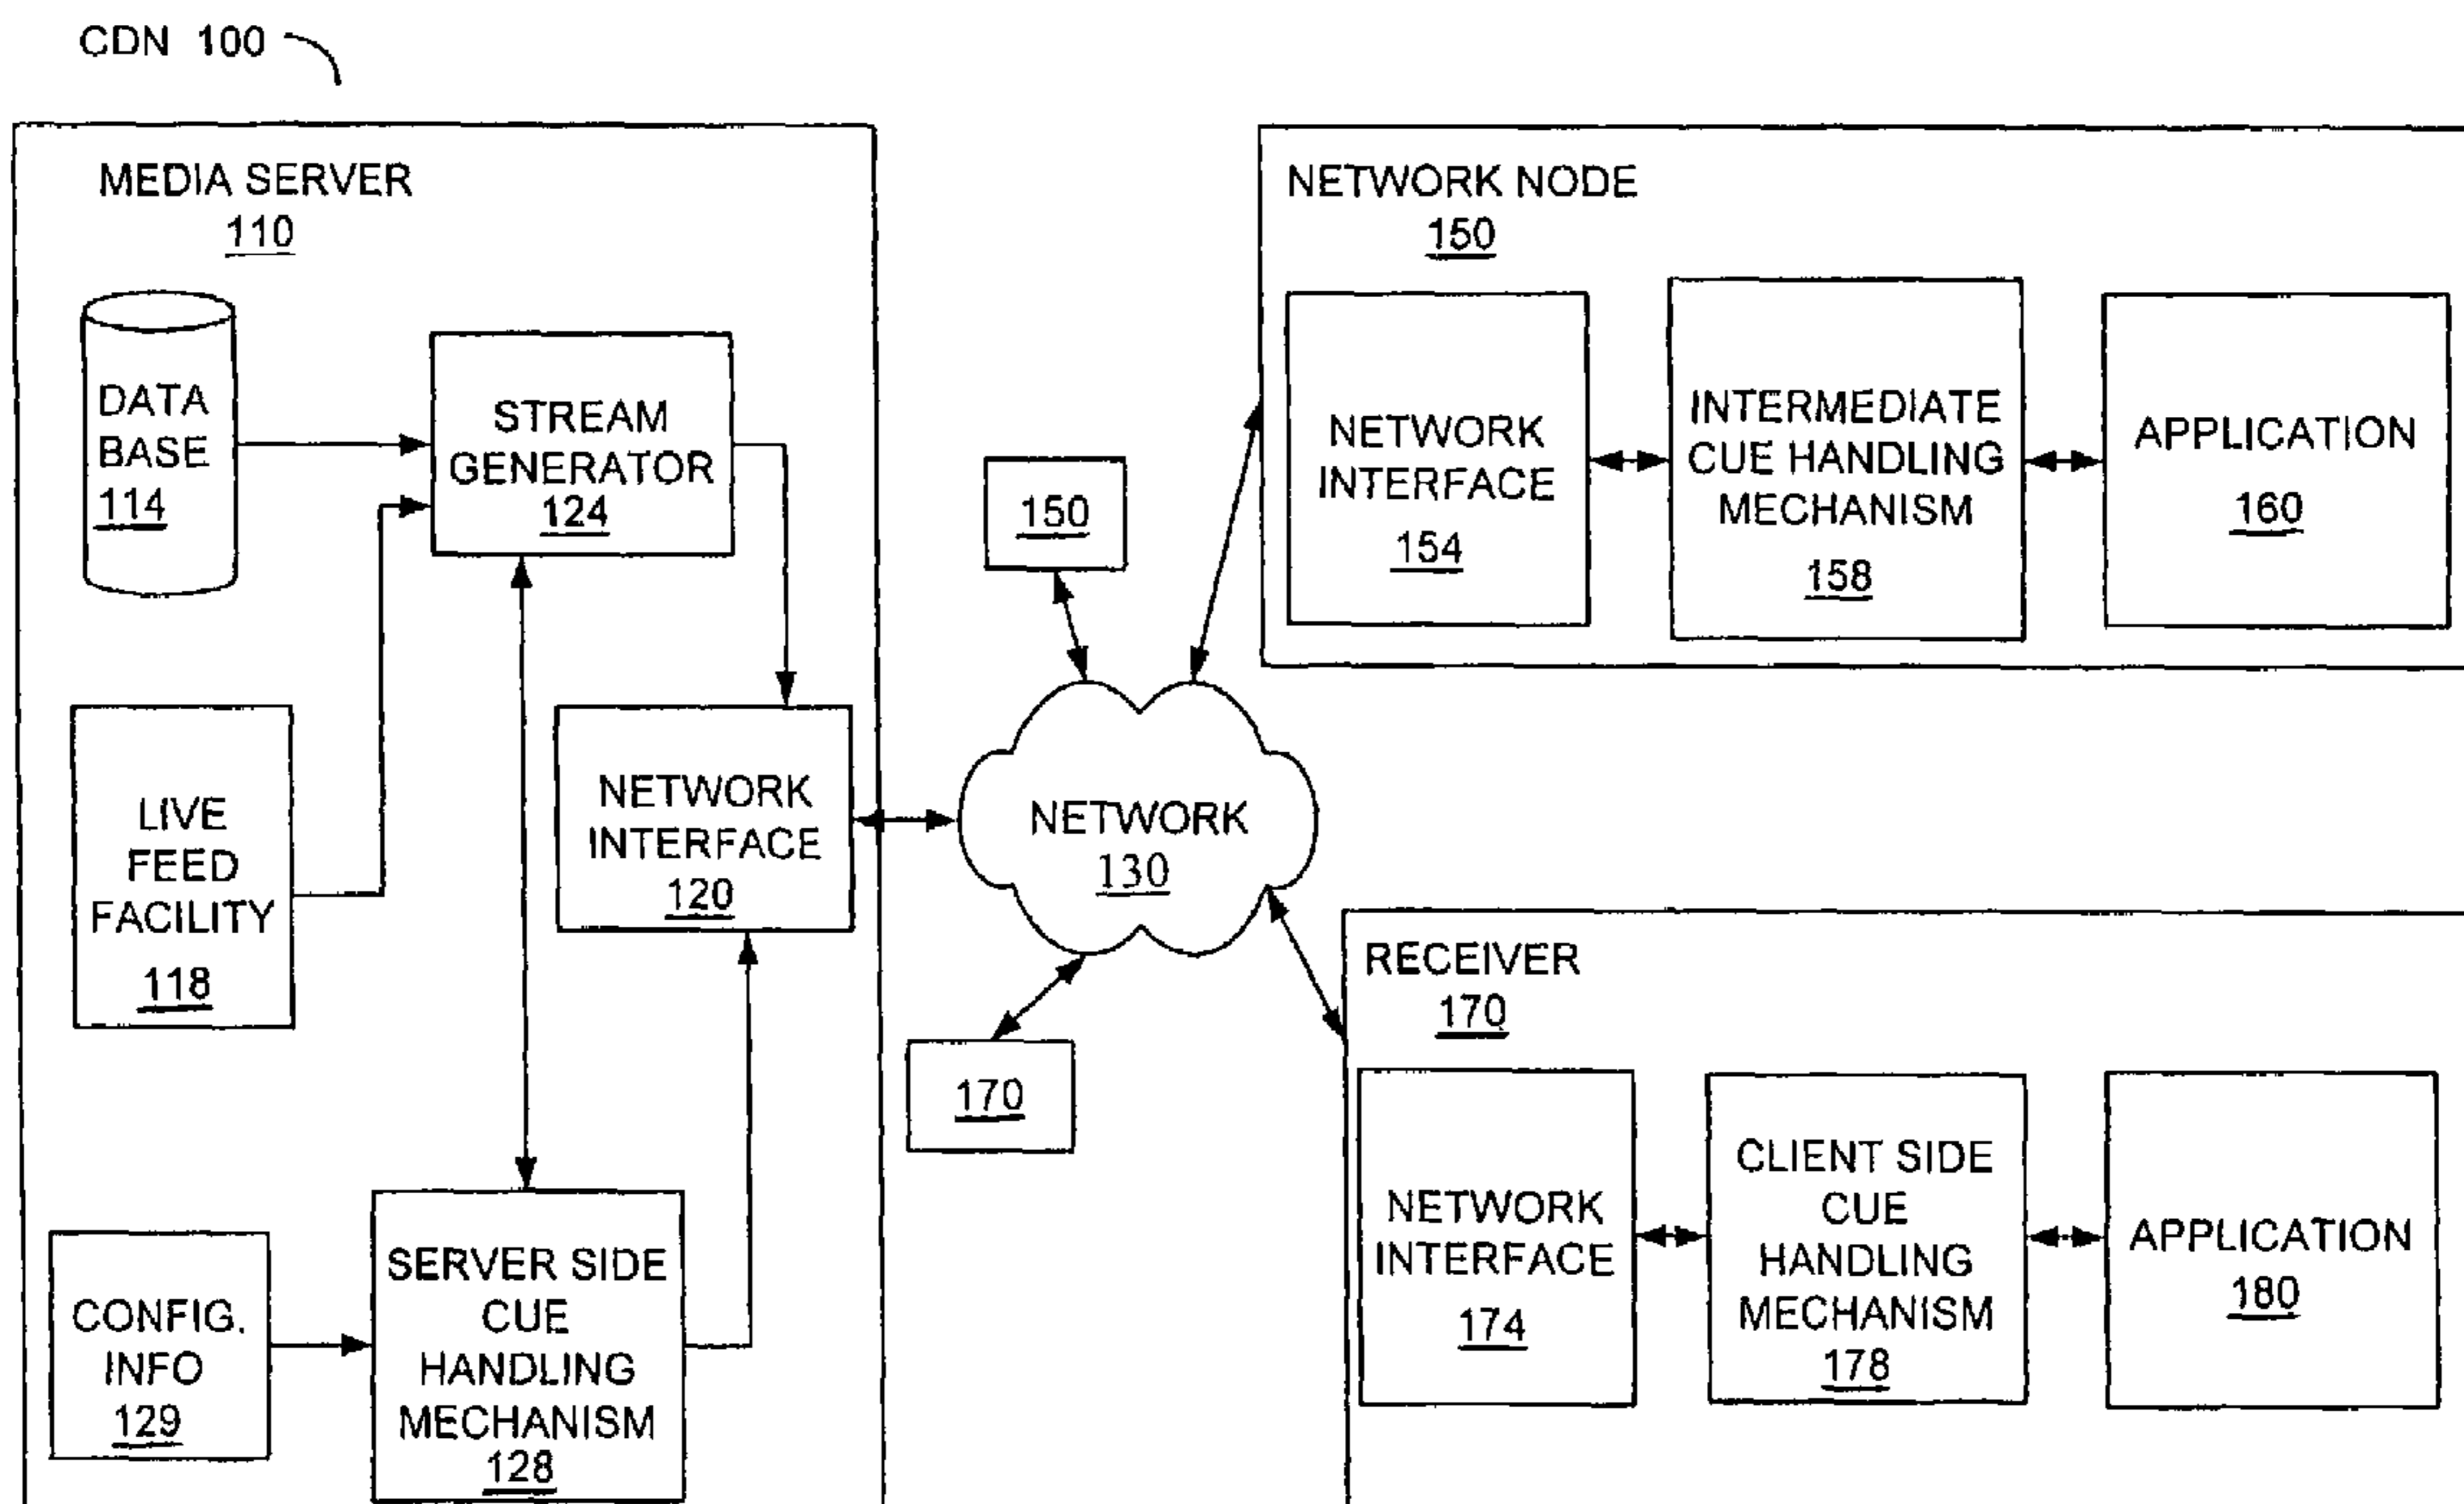 CDN 100
MEDIA SERVER
110
DATA
BASE
114
STREAM
GENERATOR
124
LIVE
FEED
FACILITY
118
NETWORK
INTERFACE
120
CONFIG.
INFO
129
SERVER SIDE
CUE
HANDLING
MECHANISM
128
150
NETWORK
130
170
NETWORK NODE
150
NETWORK
INTERFACE
154
INTERMEDIATE
CUE HANDLING
MECHANISM
158
APPLICATION
160
RECEIVER
170
NETWORK
INTERFACE
174
CLIENT SIDE
CUE
HANDLING
MECHANISM
178
APPLICATION
180